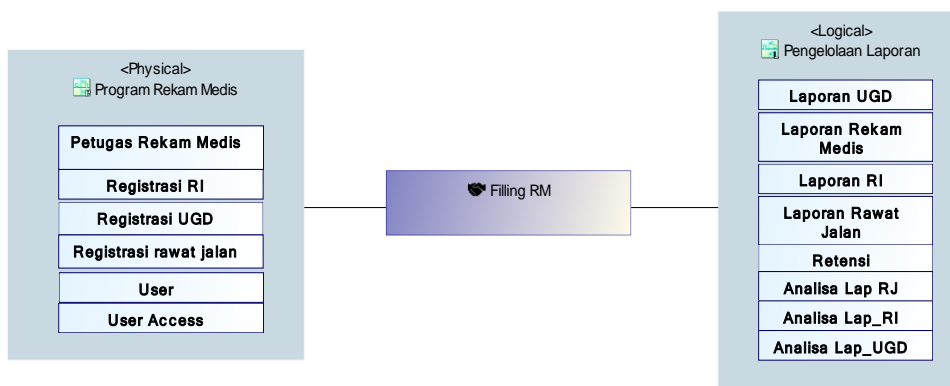 <Physical>
Program Rekam Medis
Petugas Rekam Medis
Registrasi RI
Registrasi UGD
Registrasi rawat jalan
User
User Access
Filling RM
<Logical>
Pengelolaan Laporan
Laporan UGD
Laporan Rekam
Medis
Laporan RI
Laporan Rawat
Jalan
Retensi
Analisa Lap RJ
Analisa Lap_RI
Analisa Lap_UGD